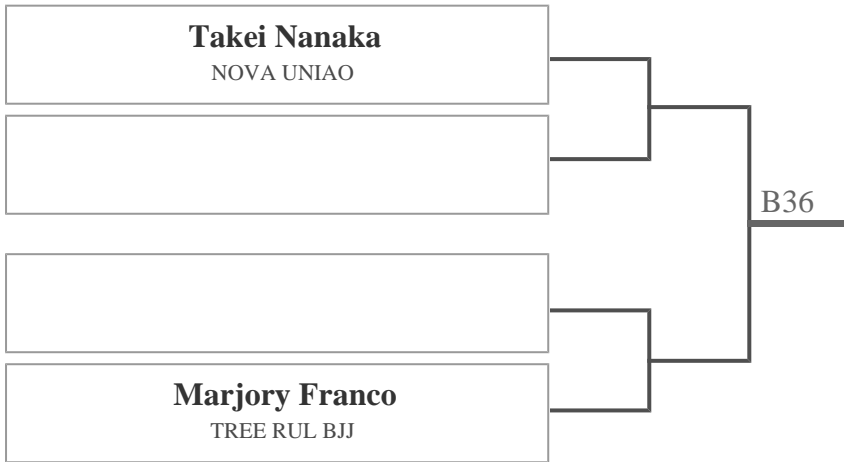 Takei Nanaka
NOVA UNIAO
B36
Marjory Franco
TREE RUL BJJ